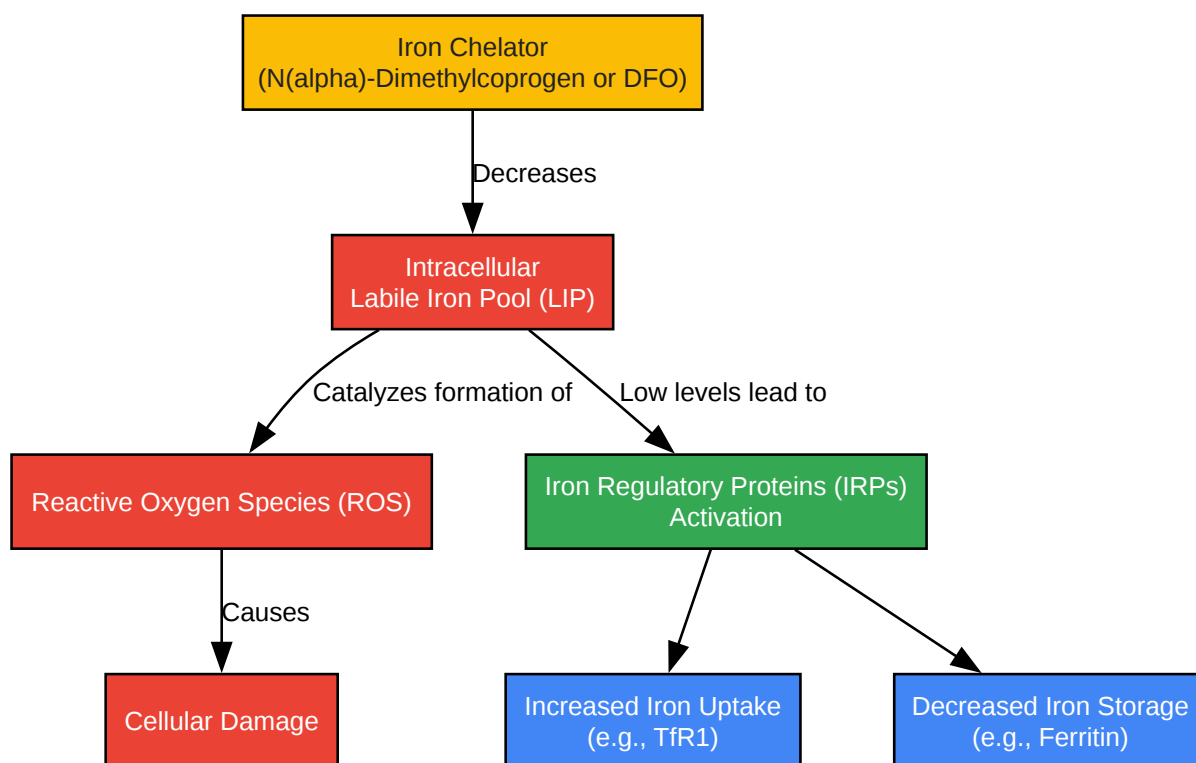 Iron Chelator
(N(alpha)-Dimethylcoprogen or DFO)
Decreases
Intracellular
Labile Iron Pool (LIP)
Catalyzes formation of
Low levels lead to
Reactive Oxygen Species (ROS)
Iron Regulatory Proteins (IRPs)
Activation
Causes
Cellular Damage
Increased Iron Uptake
(e.g., TfR1)
Decreased Iron Storage
(e.g., Ferritin)